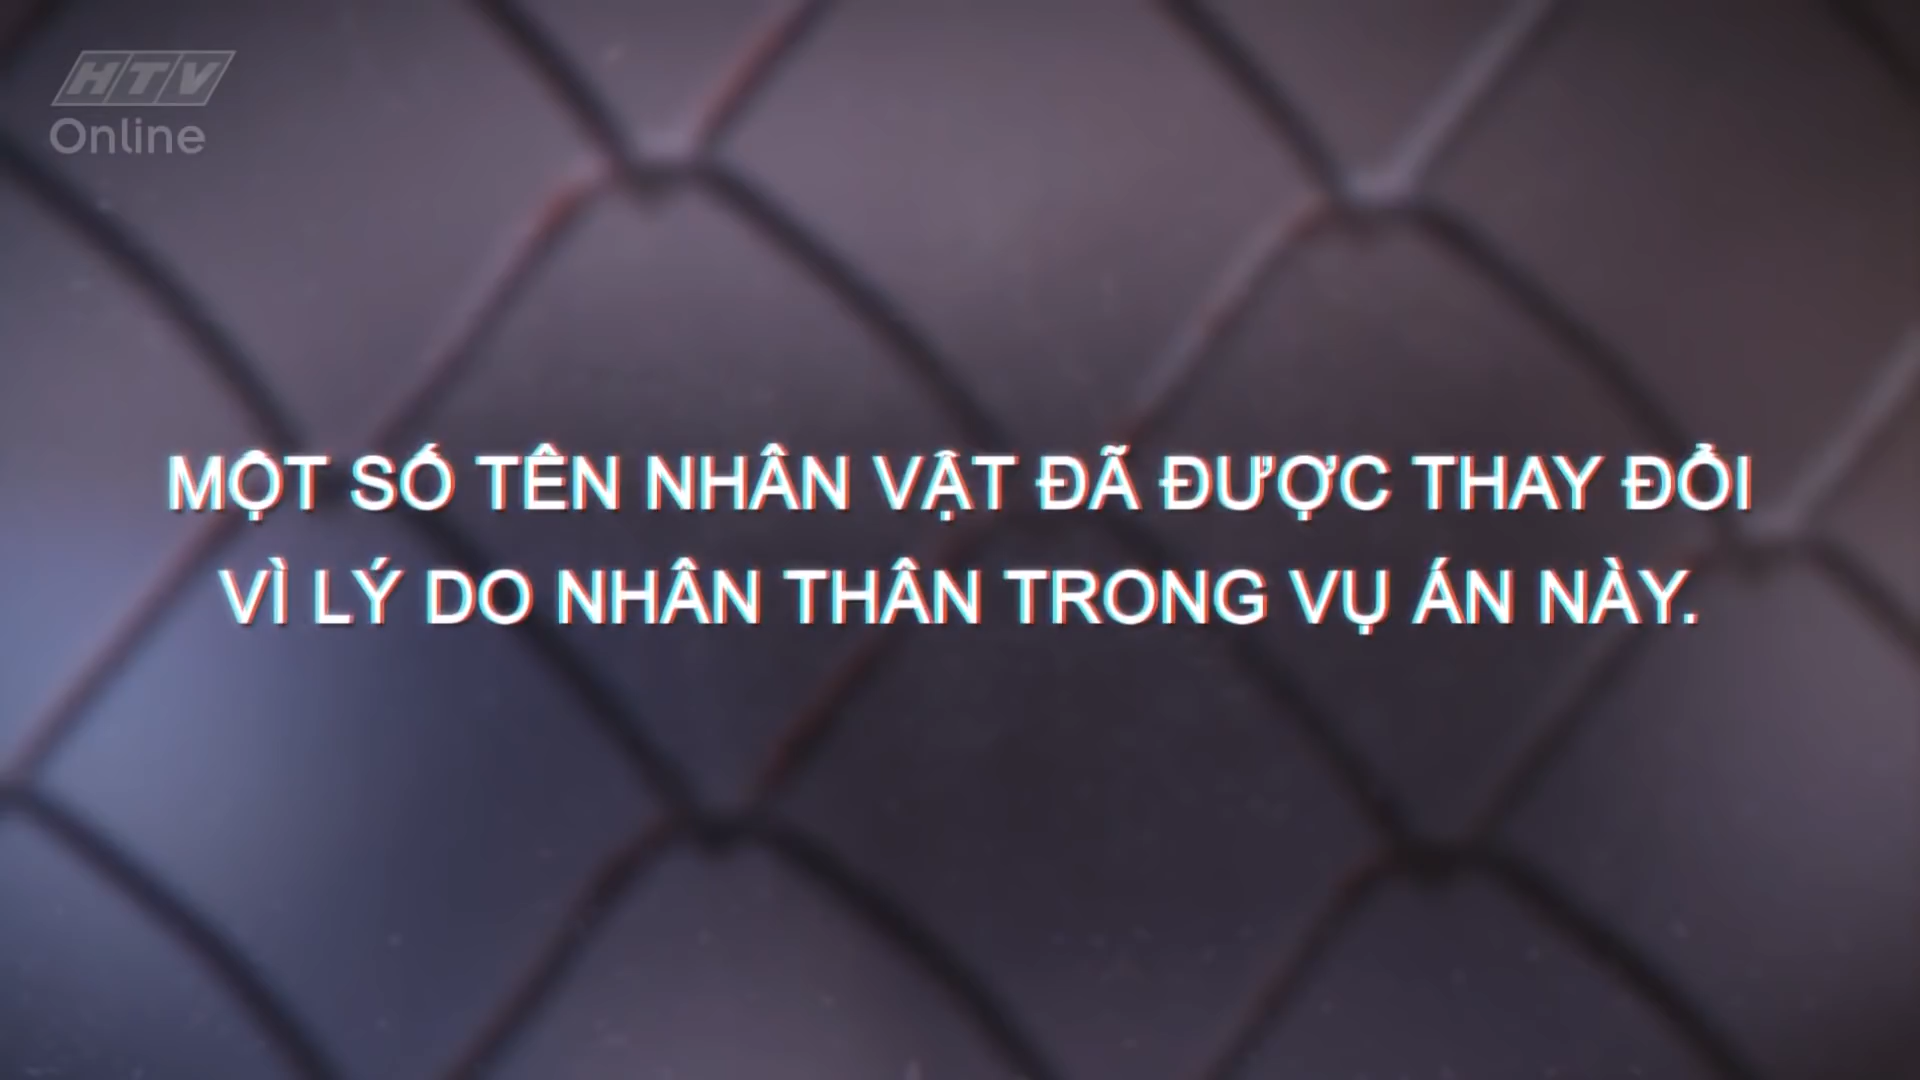 HTV
Online
MỘT SỐ TÊN NHÂN VẬT ĐÃ ĐƯỢC THAY ĐỔI
VÌ LÝ DO NHÂN THÂN TRONG VỤ ÁN NÀY.